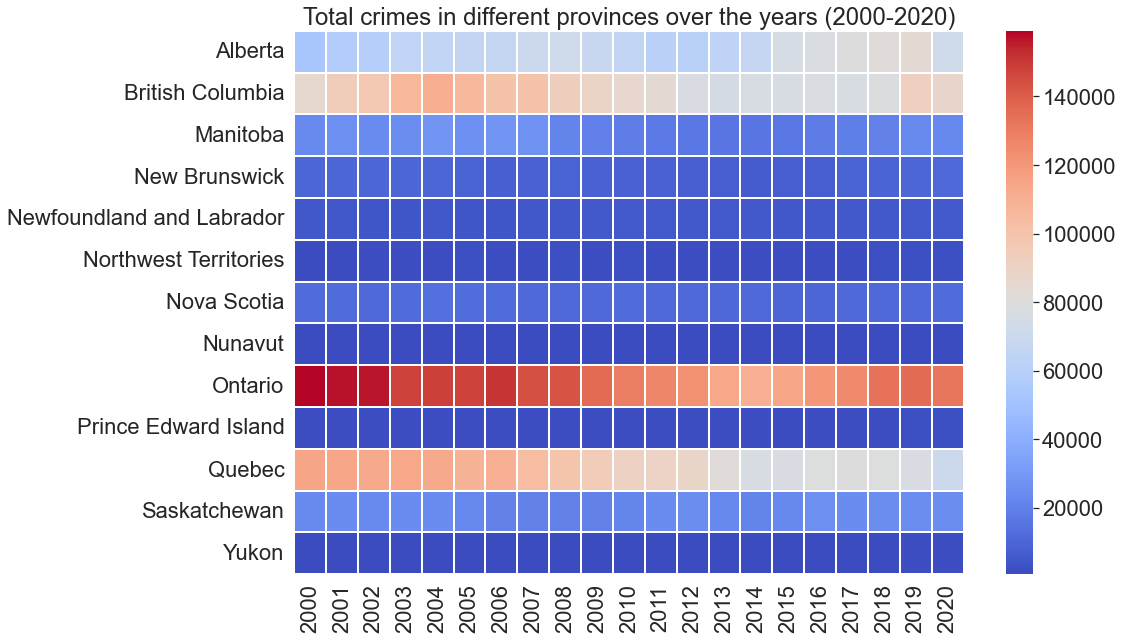 Total crimes in different provinces over the years (2000-2020)
Alberta
British Columbia
Manitoba
New Brunswick
Newfoundland and Labrador
Northwest Territories
Nova Scotia
Nunavut
Ontario
Prince Edward Island
Quebec
Saskatchewan
Yukon
2000 2001 2002 2003 2004 2005 2006 2007 2008 2009 2010 2011 2012 2013 2014 2015 2016 2017 2018 2019 2020
140000
120000
100000
80000
60000
40000
20000